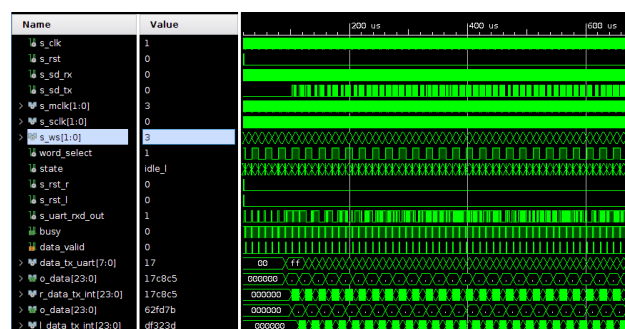 Name Value 200 us 400 us 600 us
s_clk 1
s_rst 0
s_sd_rx 0
s_sd_tx 0
s_mclk[1:0] 3
s_sclk[1:0] 0
s_ws[1:0] 3
word_select 1
state idle_l
s_rst_r 0
s_rst_l 0
s_uart_rxd_out 1
busy 0
data_valid 0
data_tx_uart[7:0] 17 00 ff
o_data[23:0] 17c8c5 000000
r_data_tx_int[23:0] 17c8c5 000000
o_data[23:0] 62fd7b 000000
l_data_tx_int[23:0] df323d 000000